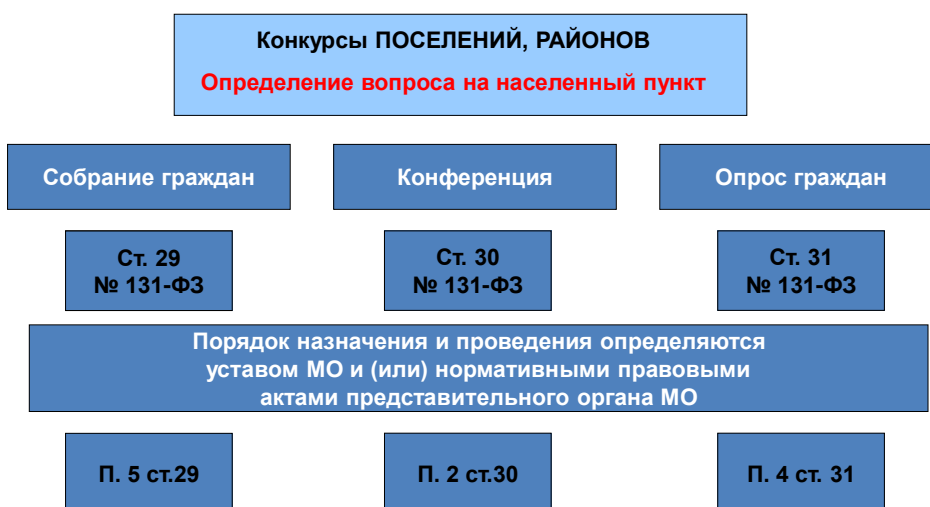 Конкурсы ПОСЕЛЕНИЙ, РАЙОНОВ
Определение вопроса на населенный пункт
Собрание граждан
Конференция
Опрос граждан
Ст. 29
№ 131-ФЗ
Ст. 30
№ 131-ФЗ
Ст. 31
№ 131-ФЗ
Порядок назначения и проведения определяются
уставом МО и (или) нормативными правовыми
актами представительного органа МО
П. 5 ст.29
П. 2 ст.30
П. 4 ст. 31